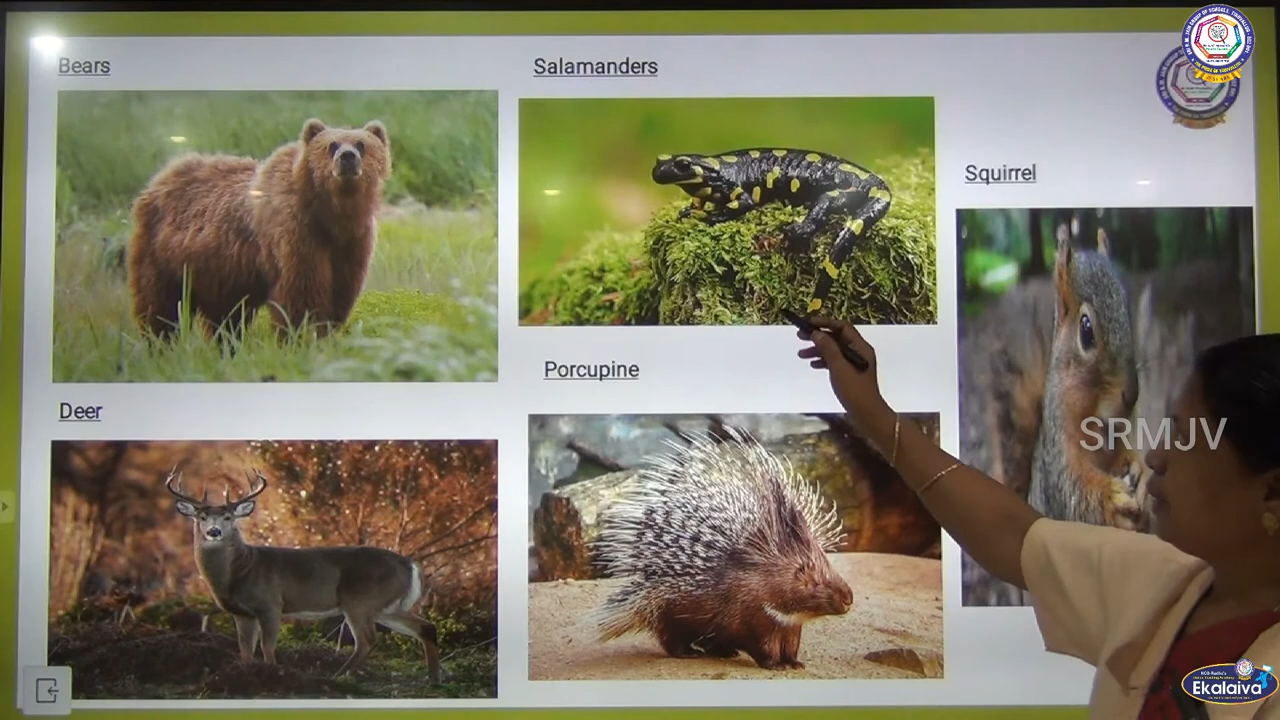 Bears
Salamanders
Squirrel
Porcupine
Deer
SRMJV
Ekalaiva